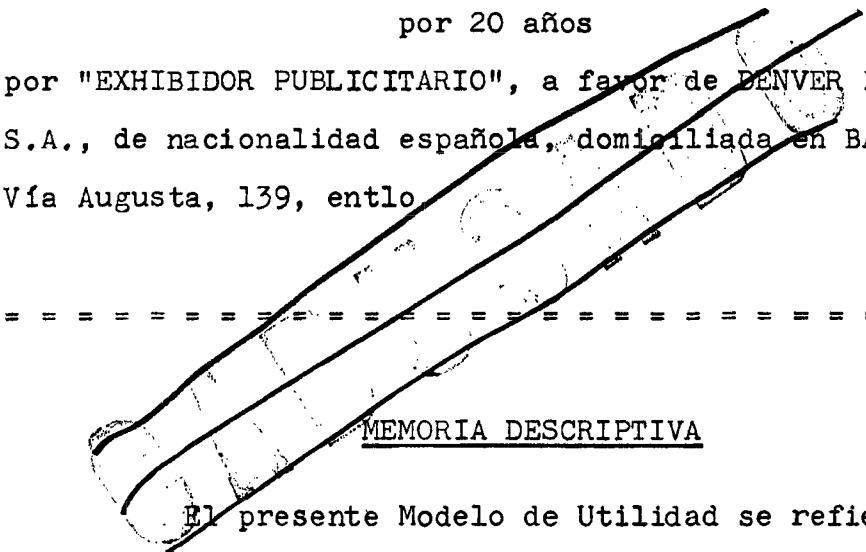 por 20 años
por "EXHIBIDOR PUBLICITARIO", a favor de DENVER
S.A., de nacionalidad española, domiciliada en
Vía Augusta, 139, entlo
= = = = = = = = = = = = = = = = = = = = = = = =
MEMORIA DESCRIPTIVA
El presente Modelo de Utilidad se